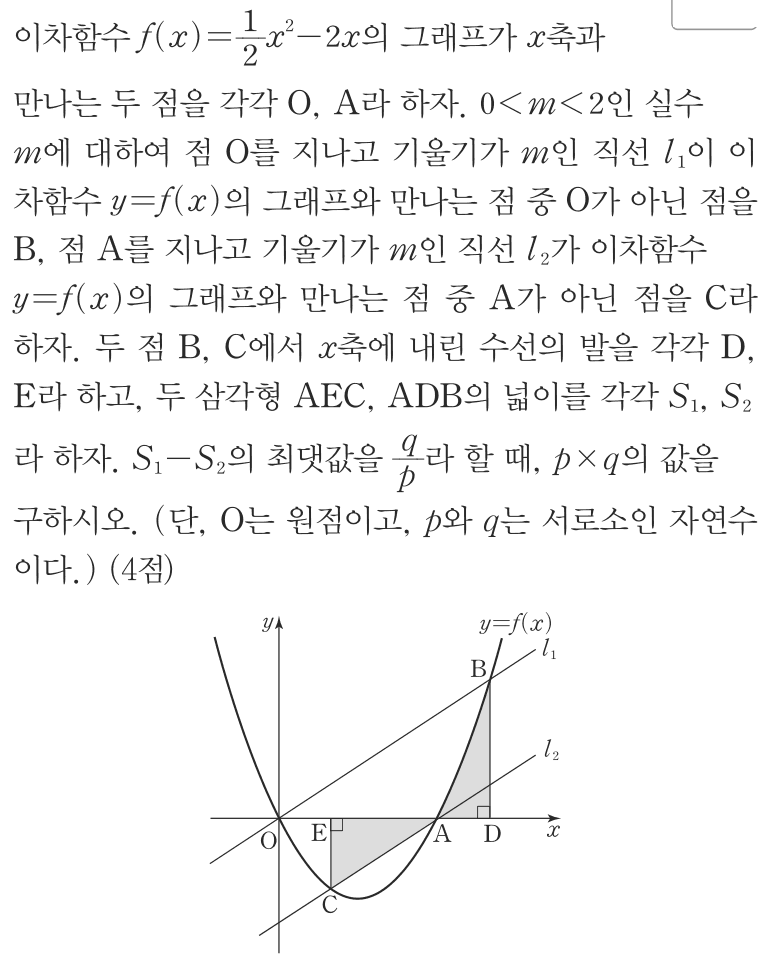 이차함수 f(x)=\frac{1}{2}x²-2x의 그래프가 x축과
만나는 두 점을 각각 O, A라 하자. 0<m<2인 실수
m에 대하여 점 O를 지나고 기울기가 m인 직선 l₁이 이
차함수 y=f(x)의 그래프와 만나는 점 중 O가 아닌 점을
B, 점 A를 지나고 기울기가 m인 직선 l₂가 이차함수
y=f(x)의 그래프와 만나는 점 중 A가 아닌 점을 C라
하자. 두 점 B, C에서 x축에 내린 수선의 발을 각각 D,
E라 하고, 두 삼각형 AEC, ADB의 넓이를 각각 S₁, S₂
라 하자. S₁-S₂의 최댓값을 \frac{q}{p}라 할 때, p×q의 값을
구하시오. (단, O는 원점이고, p와 q는 서로소인 자연수
이다.) (4점)
y
y=f(x)
l₁
B
l₂
O
E
A
D
x
C